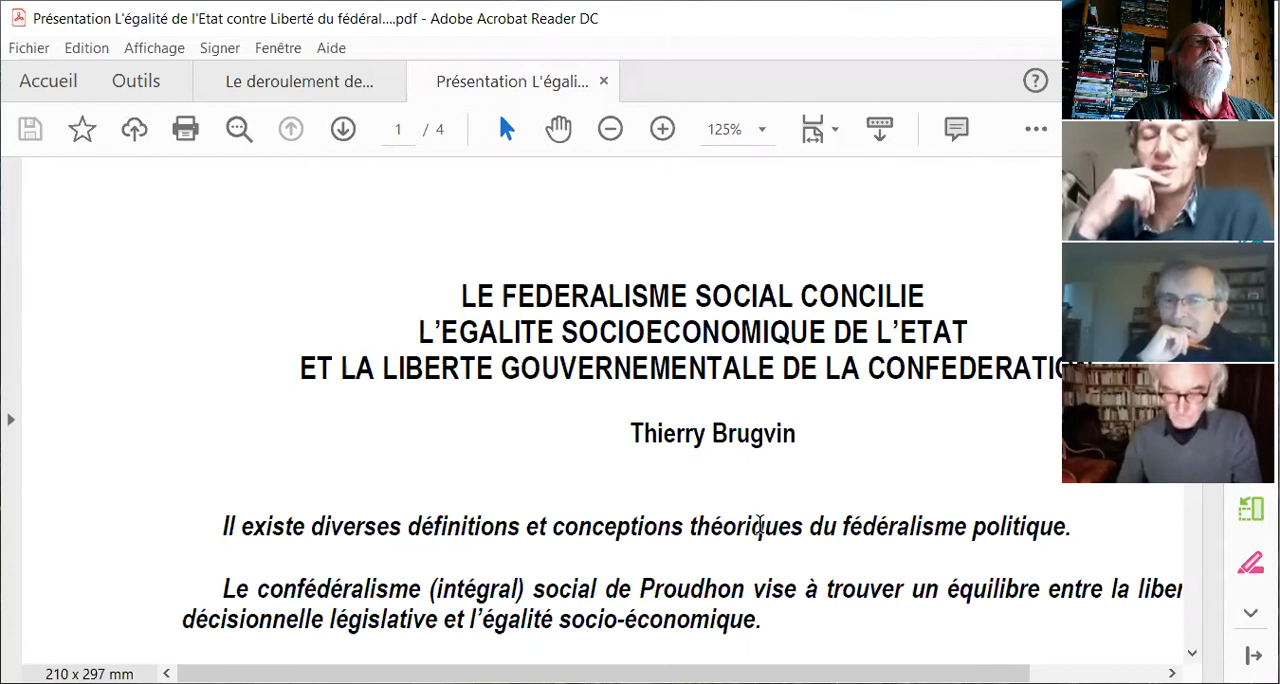 Présentation L'égalité de l'Etat contre Liberté du fédéral....pdf - Adobe Acrobat Reader DC
Fichier Edition Affichage Signer Fenêtre Aide
Accueil Outils Le deroulement de... Présentation L'égali... ×
1 / 4 125%
LE FEDERALISME SOCIAL CONCILIE
L'EGALITE SOCIOECONOMIQUE DE L'ETAT
ET LA LIBERTE GOUVERNEMENTALE DE LA CONFEDERATIO
Thierry Brugvin
Il existe diverses définitions et conceptions théoriques du fédéralisme politique.
Le confédéralisme (intégral) social de Proudhon vise à trouver un équilibre entre la liber
décisionnelle législative et l'égalité socio-économique.
210 x 297 mm